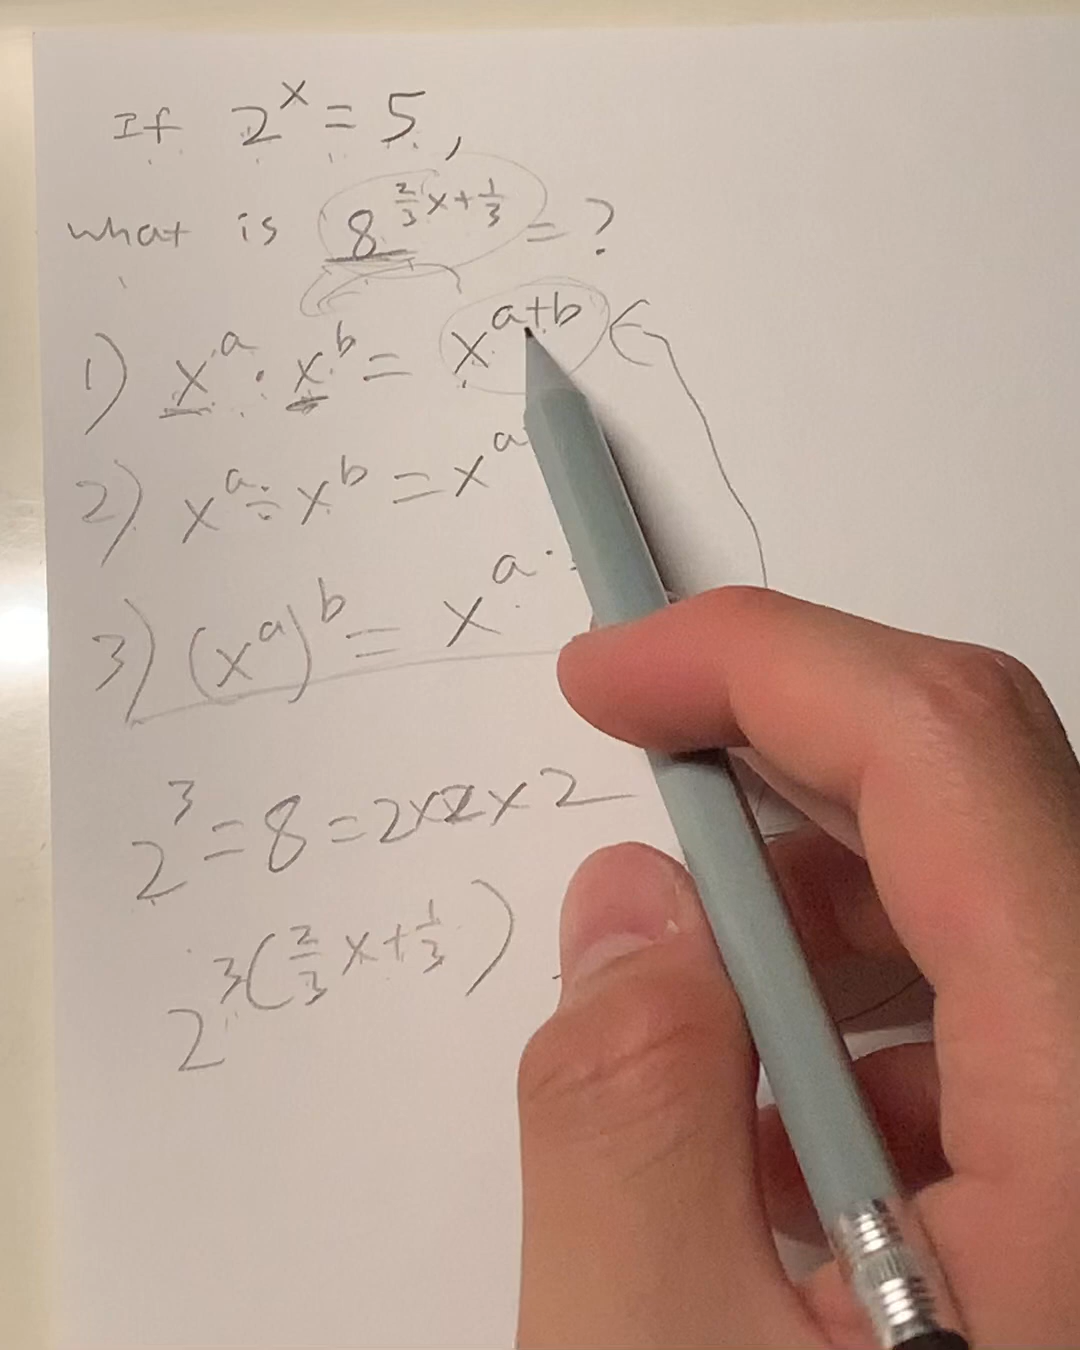 If 2^x = 5,
what is 8^(2/3 x + 1/3) = ?
1) x^a · x^b = x^(a+b)
2) x^a ÷ x^b = x^a
3) (x^a)^b = x^a ·
2^3 = 8 = 2×2×2
2^3(2/3 x + 1/3)